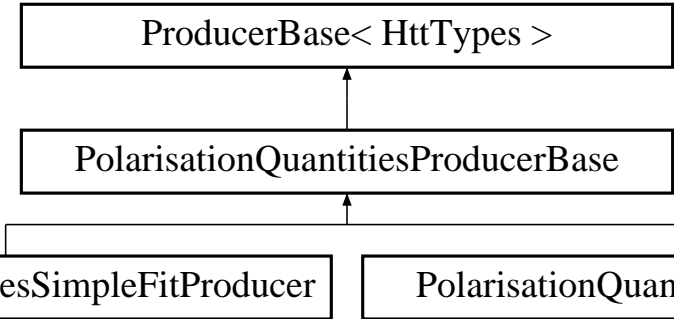 ProducerBase< HttTypes >
PolarisationQuantitiesProducerBase
esSimpleFitProducer PolarisationQuan